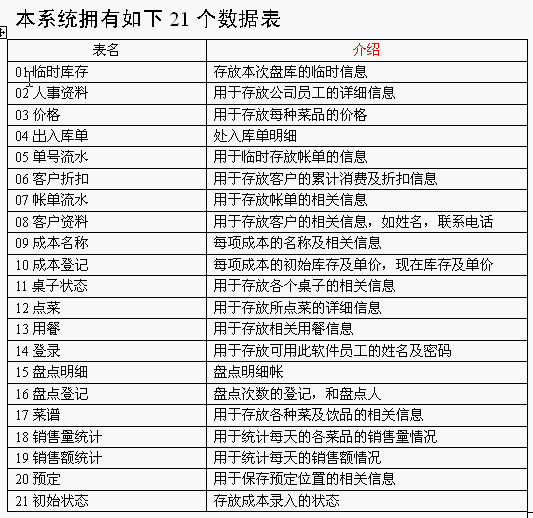 本系统拥有如下 21 个数据表
表名 介绍
01 临时库存 存放本次盘库的临时信息
02 人事资料 用于存放公司员工的详细信息
03 价格 用于存放每种菜品的价格
04 出入库单 处入库单明细
05 单号流水 用于临时存放帐单的信息
06 客户折扣 用于存放客户的累计消费及折扣信息
07 帐单流水 用于存放帐单的相关信息
08 客户资料 用于存放客户的相关信息，如姓名，联系电话
09 成本名称 每项成本的名称及相关信息
10 成本登记 每项成本的初始库存及单价，现在库存及单价
11 桌子状态 用于存放各个桌子的相关信息
12 点菜 用于存放所点菜的详细信息
13 用餐 用于存放相关用餐信息
14 登录 用于存放可用此软件员工的姓名及密码
15 盘点明细 盘点明细帐
16 盘点登记 盘点次数的登记，和盘点人
17 菜谱 用于存放各种菜及饮品的相关信息
18 销售量统计 用于统计每天的各菜品的销售量情况
19 销售额统计 用于统计每天的销售额情况
20 预定 用于保存预定位置的相关信息
21 初始状态 存放成本录入的状态